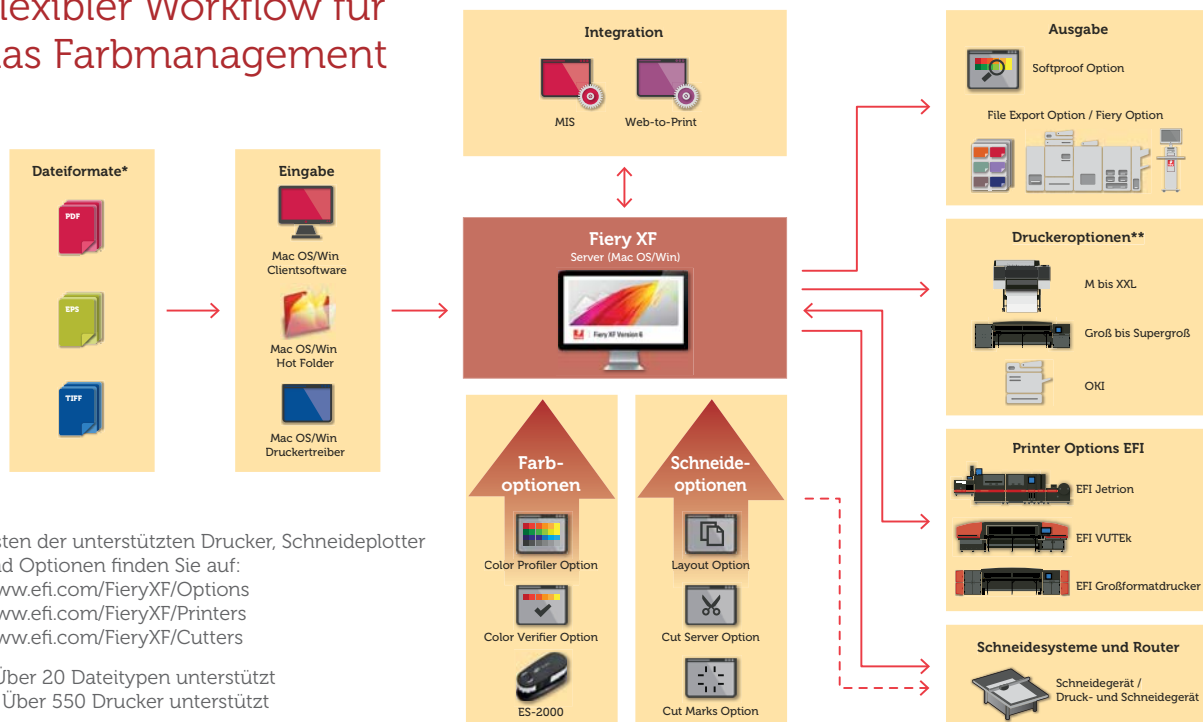 lexibler Workflow für
as Farbmanagement
Dateiformate*
PDF
EPS
TIFF
Eingabe
Mac OS/Win
Clientsoftware
Mac OS/Win
Hot Folder
Mac OS/Win
Druckertreiber
Integration
MIS
Web-to-Print
Fiery XF
Server (Mac OS/Win)
Fiery XF Version 6
Farb-
optionen
Color Profiler Option
Color Verifier Option
ES-2000
Schneide-
optionen
Layout Option
Cut Server Option
Cut Marks Option
Ausgabe
Softproof Option
File Export Option / Fiery Option
Druckeroptionen**
M bis XXL
Groß bis Supergroß
OKI
Printer Options EFI
EFI Jetrion
EFI VUTEk
EFI Großformatdrucker
Schneidesysteme und Router
Schneidegerät /
Druck- und Schneidegerät
sten der unterstützten Drucker, Schneideplotter
d Optionen finden Sie auf:
ww.efi.com/FieryXF/Options
ww.efi.com/FieryXF/Printers
ww.efi.com/FieryXF/Cutters
Über 20 Dateitypen unterstützt
Über 550 Drucker unterstützt